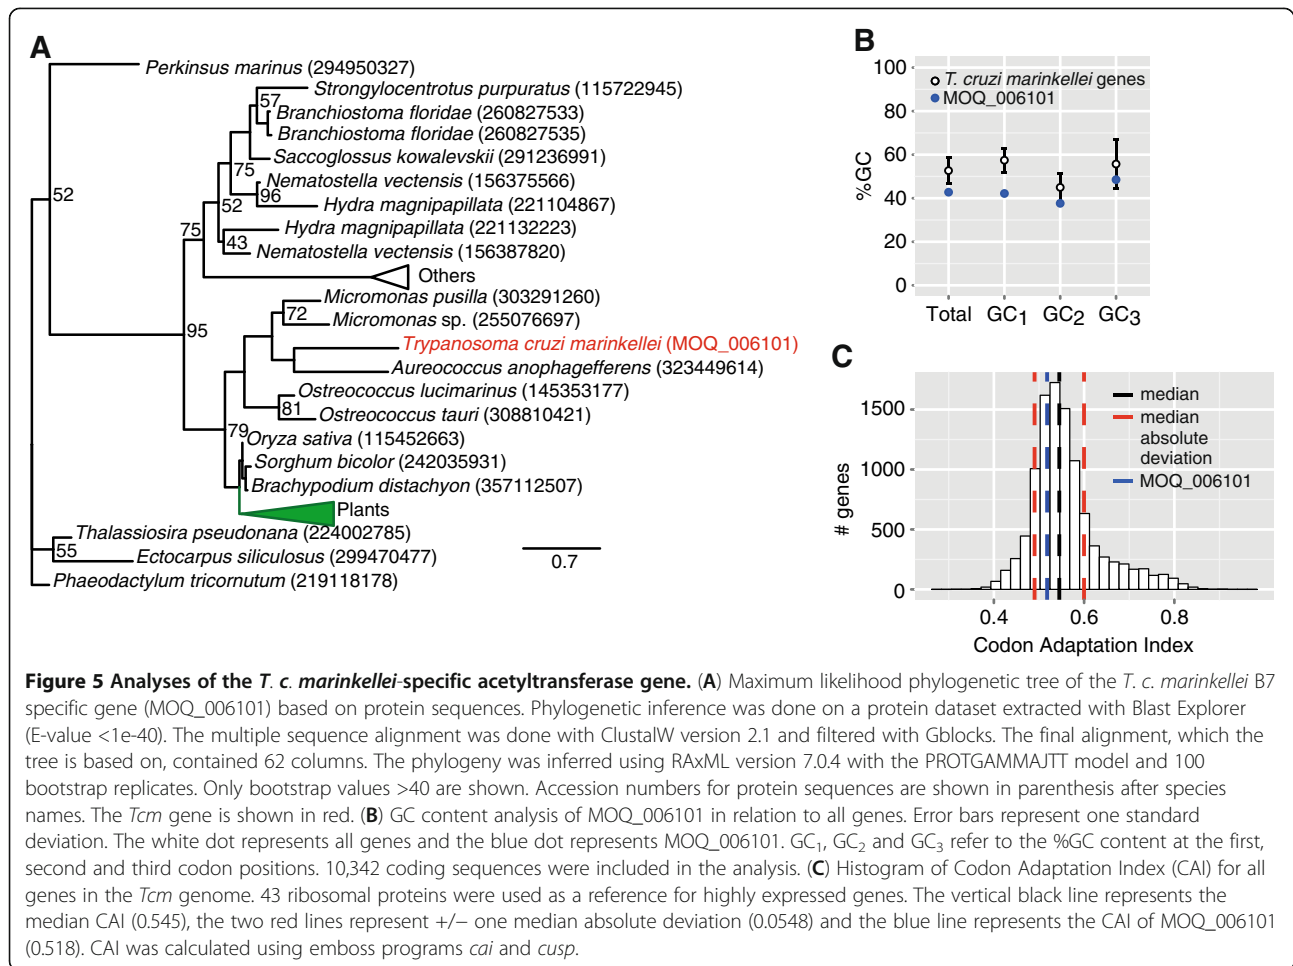 A
Perkinsus marinus (294950327)
Strongylocentrotus purpuratus (115722945)
57
Branchiostoma floridae (260827533)
Branchiostoma floridae (260827535)
Saccoglossus kowalevskii (291236991)
75
Nematostella vectensis (156375566)
96
Hydra magnipapillata (221104867)
52
52
Hydra magnipapillata (221132223)
75
43
Nematostella vectensis (156387820)
Others
Micromonas pusilla (303291260)
72
Micromonas sp. (255076697)
95
Trypanosoma cruzi marinkellei (MOQ_006101)
Aureococcus anophagefferens (323449614)
Ostreococcus lucimarinus (145353177)
81
Ostreococcus tauri (308810421)
79
Oryza sativa (115452663)
Sorghum bicolor (242035931)
Brachypodium distachyon (357112507)
Plants
Thalassiosira pseudonana (224002785)
55
Ectocarpus siliculosus (299470477)
Phaeodactylum tricornutum (219118178)
0.7
B
%GC
100
80
60
40
20
0
T. cruzi marinkellei genes
MOQ_006101
Total GC1 GC2 GC3
C
# genes
1500
1000
500
0
median
median
absolute
deviation
MOQ_006101
0.4 0.6 0.8
Codon Adaptation Index
Figure 5 Analyses of the T. c. marinkellei-specific acetyltransferase gene. (A) Maximum likelihood phylogenetic tree of the T. c. marinkellei B7
specific gene (MOQ_006101) based on protein sequences. Phylogenetic inference was done on a protein dataset extracted with Blast Explorer
(E-value <1e-40). The multiple sequence alignment was done with ClustalW version 2.1 and filtered with Gblocks. The final alignment, which the
tree is based on, contained 62 columns. The phylogeny was inferred using RAxML version 7.0.4 with the PROTGAMMAJTT model and 100
bootstrap replicates. Only bootstrap values >40 are shown. Accession numbers for protein sequences are shown in parenthesis after species
names. The Tcm gene is shown in red. (B) GC content analysis of MOQ_006101 in relation to all genes. Error bars represent one standard
deviation. The white dot represents all genes and the blue dot represents MOQ_006101. GC1, GC2 and GC3 refer to the %GC content at the first,
second and third codon positions. 10,342 coding sequences were included in the analysis. (C) Histogram of Codon Adaptation Index (CAI) for all
genes in the Tcm genome. 43 ribosomal proteins were used as a reference for highly expressed genes. The vertical black line represents the
median CAI (0.545), the two red lines represent +/− one median absolute deviation (0.0548) and the blue line represents the CAI of MOQ_006101
(0.518). CAI was calculated using emboss programs cai and cusp.